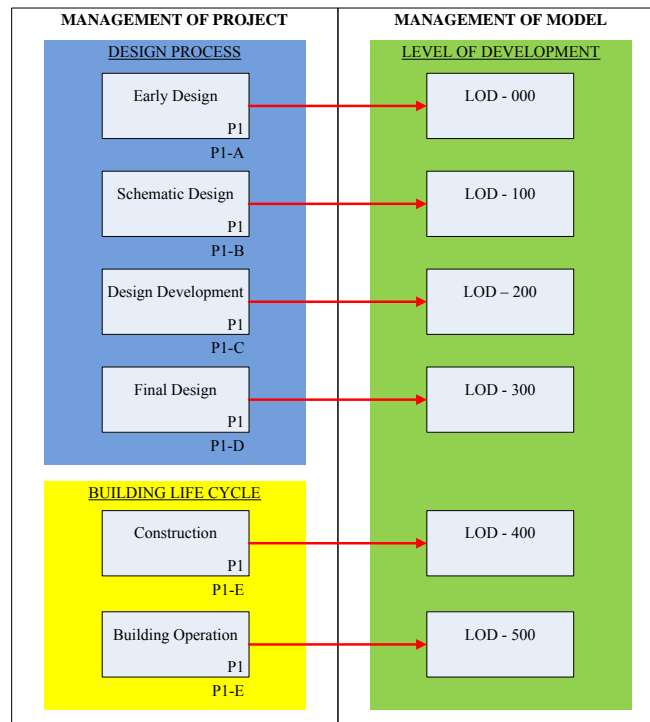 MANAGEMENT OF PROJECT
MANAGEMENT OF MODEL
DESIGN PROCESS
LEVEL OF DEVELOPMENT
Early Design
P1
P1-A
LOD - 000
Schematic Design
P1
P1-B
LOD - 100
Design Development
P1
P1-C
LOD – 200
Final Design
P1
P1-D
LOD - 300
BUILDING LIFE CYCLE
Construction
P1
P1-E
LOD - 400
Building Operation
P1
P1-E
LOD - 500